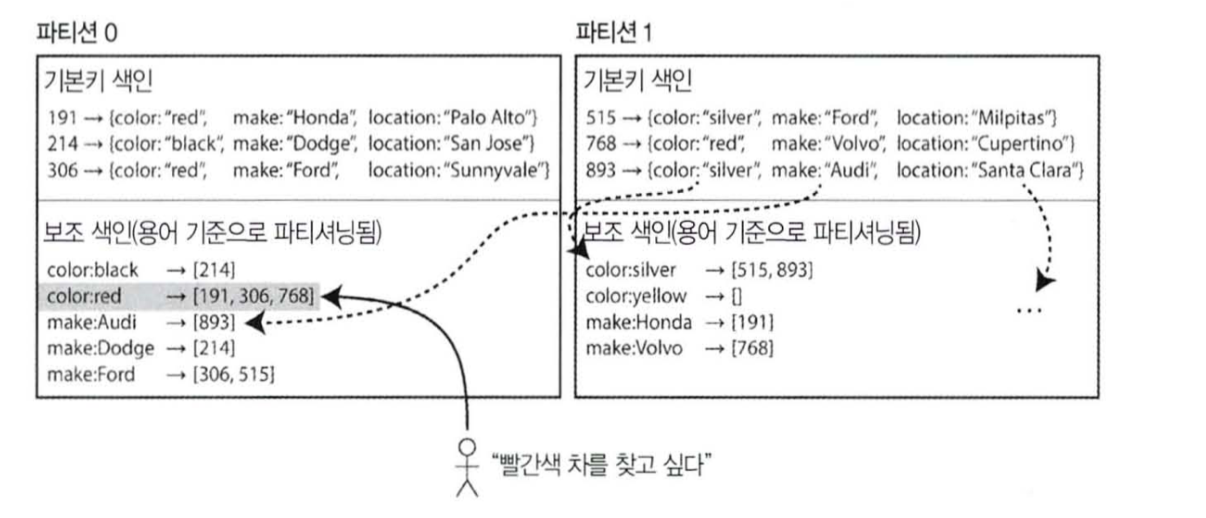 파티션 0
기본키 색인
191 → {color: “red”, make: “Honda”, location: “Palo Alto”}
214 → {color: “black”, make: “Dodge”, location: “San Jose”}
306 → {color: “red”, make: “Ford”, location: “Sunnyvale”}
보조 색인(용어 기준으로 파티셔닝됨)
color:black → [214]
color:red → [191, 306, 768]
make:Audi → [893]
make:Dodge → [214]
make:Ford → [306, 515]
파티션 1
기본키 색인
515 → {color: “silver”, make: “Ford”, location: “Milpitas”}
768 → {color: “red”, make: “Volvo”, location: “Cupertino”}
893 → {color: “silver”, make: “Audi”, location: “Santa Clara”}
보조 색인(용어 기준으로 파티셔닝됨)
color:silver → [515, 893]
color:yellow → []
make:Honda → [191]
make:Volvo → [768]
...
“빨간색 차를 찾고 싶다”